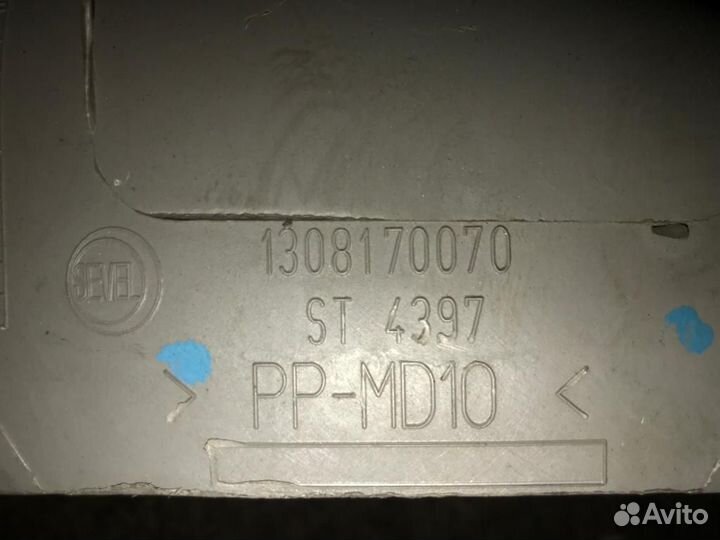 SEVEL
1308170070
ST 4397
> PP-MD10 <
Avito